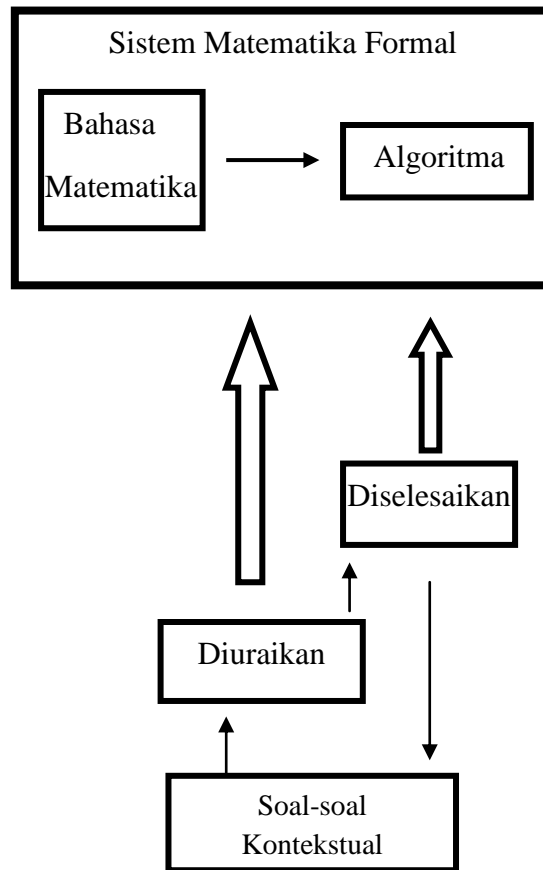 Sistem Matematika Formal
Bahasa
Matematika
Algoritma
Diselesaikan
Diuraikan
Soal-soal
Kontekstual